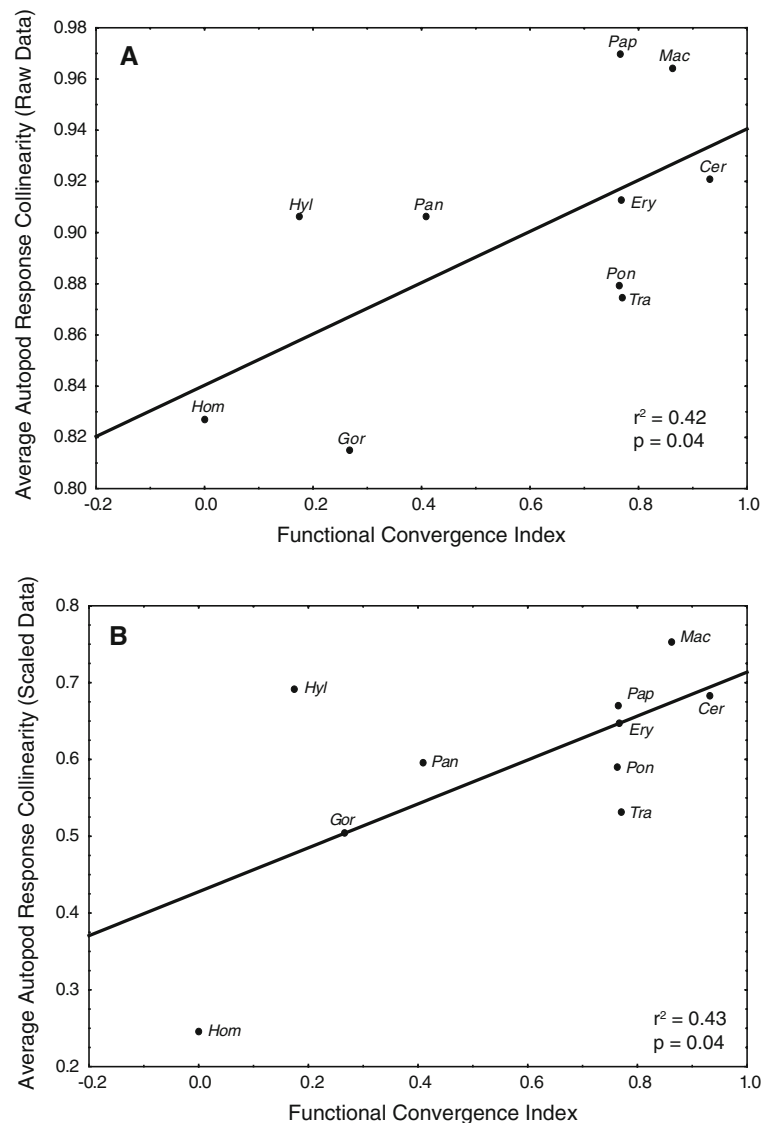 A
Average Autopod Response Collinearity (Raw Data)
0.98
0.96
0.94
0.92
0.90
0.88
0.86
0.84
0.82
0.80
Pap
Mac
Cer
Hyl
Pan
Ery
Pon
Tra
Hom
Gor
r² = 0.42
p = 0.04
-0.2 0.0 0.2 0.4 0.6 0.8 1.0
Functional Convergence Index
B
Average Autopod Response Collinearity (Scaled Data)
0.8
0.7
0.6
0.5
0.4
0.3
0.2
Mac
Hyl
Pap
Cer
Ery
Pan
Pon
Gor
Tra
Hom
r² = 0.43
p = 0.04
-0.2 0.0 0.2 0.4 0.6 0.8 1.0
Functional Convergence Index